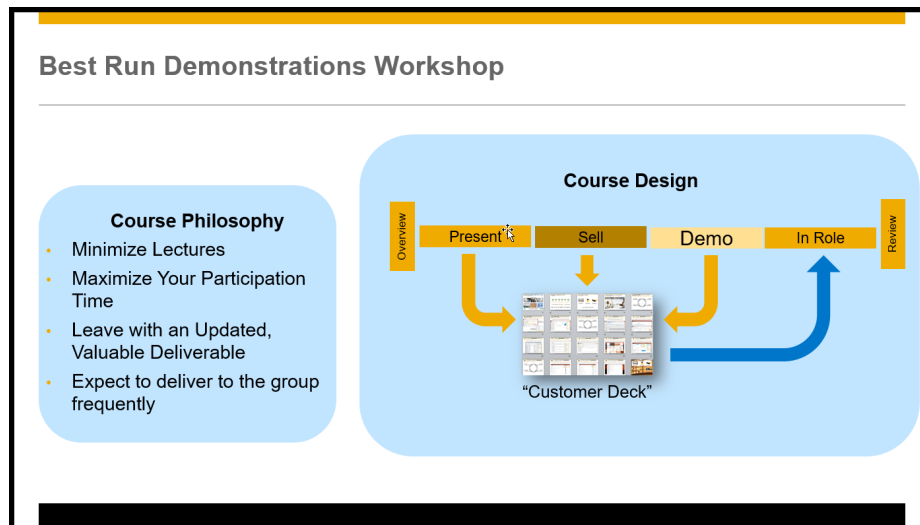 Best Run Demonstrations Workshop
Course Philosophy
• Minimize Lectures
• Maximize Your Participation
Time
• Leave with an Updated,
Valuable Deliverable
• Expect to deliver to the group
frequently
Course Design
Overview
Present
Sell
Demo
In Role
Review
“Customer Deck”